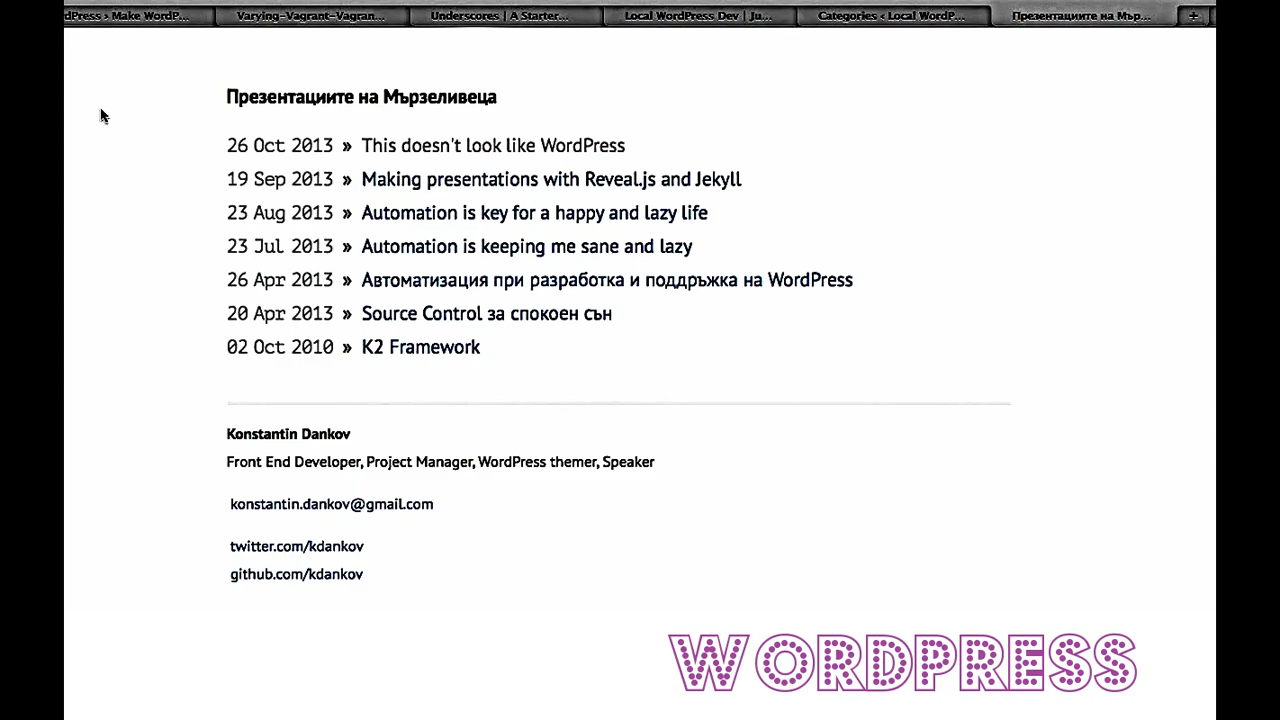 dPress › Make WordP...
Varying-Vagrant-Vagran...
Underscores | A Starter...
Local WordPress Dev | Ju...
Categories ‹ Local WordP...
Презентациите на Мър...
Презентациите на Мързеливеца
26 Oct 2013 » This doesn't look like WordPress
19 Sep 2013 » Making presentations with Reveal.js and Jekyll
23 Aug 2013 » Automation is key for a happy and lazy life
23 Jul 2013 » Automation is keeping me sane and lazy
26 Apr 2013 » Автоматизация при разработка и поддръжка на WordPress
20 Apr 2013 » Source Control за спокоен сън
02 Oct 2010 » K2 Framework
Konstantin Dankov
Front End Developer, Project Manager, WordPress themer, Speaker
konstantin.dankov@gmail.com
twitter.com/kdankov
github.com/kdankov
WORDPRESS